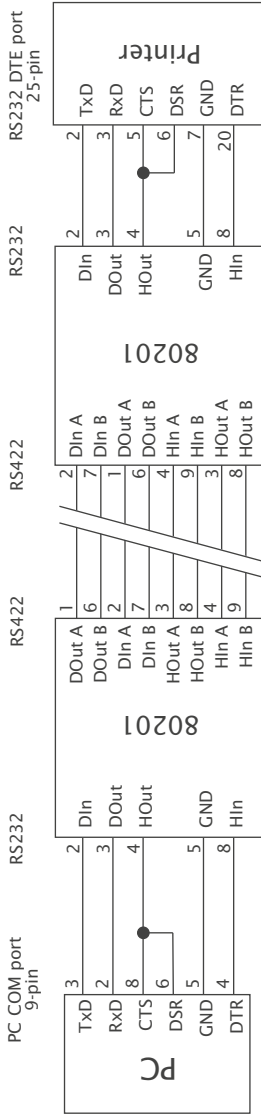 PC COM port
9-pin
PC
TxD 3
RxD 2
CTS 8
DSR 6
GND 5
DTR 4
RS232
2 DIn
3 DOut
4 HOut
5 GND
8 HIn
80201
RS422
DOut A 1
DOut B 6
DIn A 2
DIn B 7
HOut A 3
HOut B 8
HIn A 4
HIn B 9
RS422
2 DIn A
7 DIn B
1 DOut A
6 DOut B
4 HIn A
9 HIn B
3 HOut A
8 HOut B
80201
RS232
DIn 2
DOut 3
HOut 4
GND 5
HIn 8
RS232 DTE port
25-pin
2 TxD
3 RxD
5 CTS
6 DSR
7 GND
20 DTR
Printer